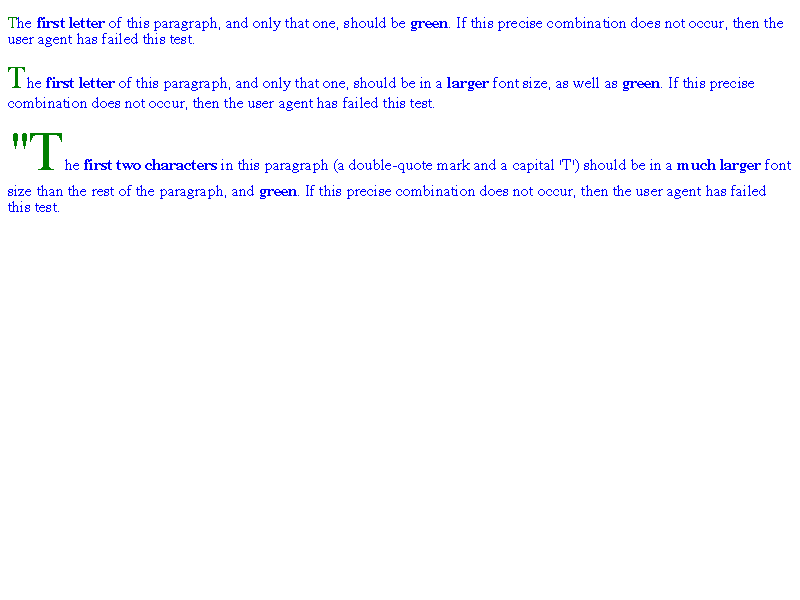 The first letter of this paragraph, and only that one, should be green. If this precise combination does not occur, then the
user agent has failed this test.
The first letter of this paragraph, and only that one, should be in a larger font size, as well as green. If this precise
combination does not occur, then the user agent has failed this test.
"The first two characters in this paragraph (a double-quote mark and a capital 'T') should be in a much larger font
size than the rest of the paragraph, and green. If this precise combination does not occur, then the user agent has failed
this test.